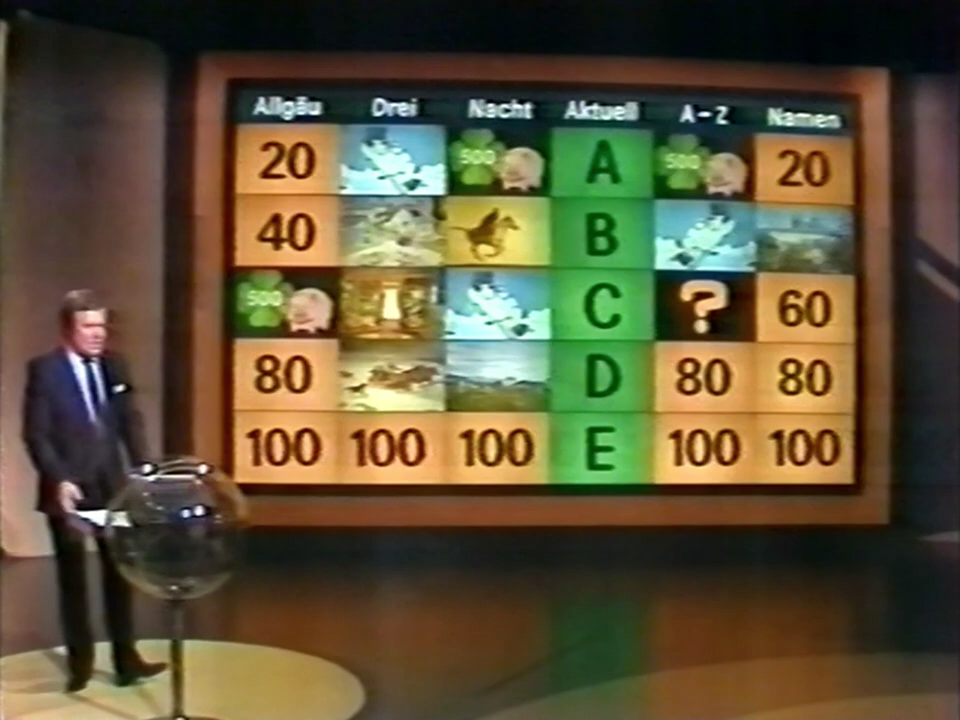 Allgäu Drei Nacht Aktuell A-Z Namen
20 500 A 500 20
40 B
500 C ? 60
80 D 80 80
100 100 100 E 100 100